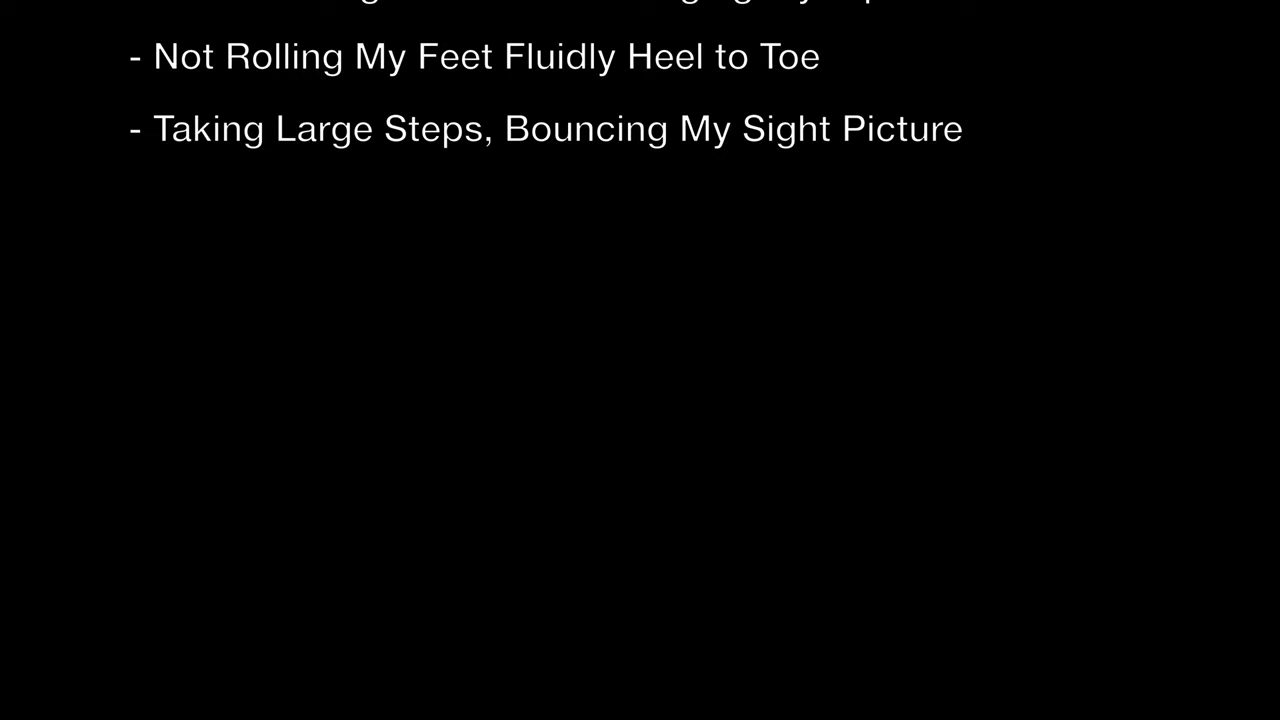 - Not Rolling My Feet Fluidly Heel to Toe
- Taking Large Steps, Bouncing My Sight Picture